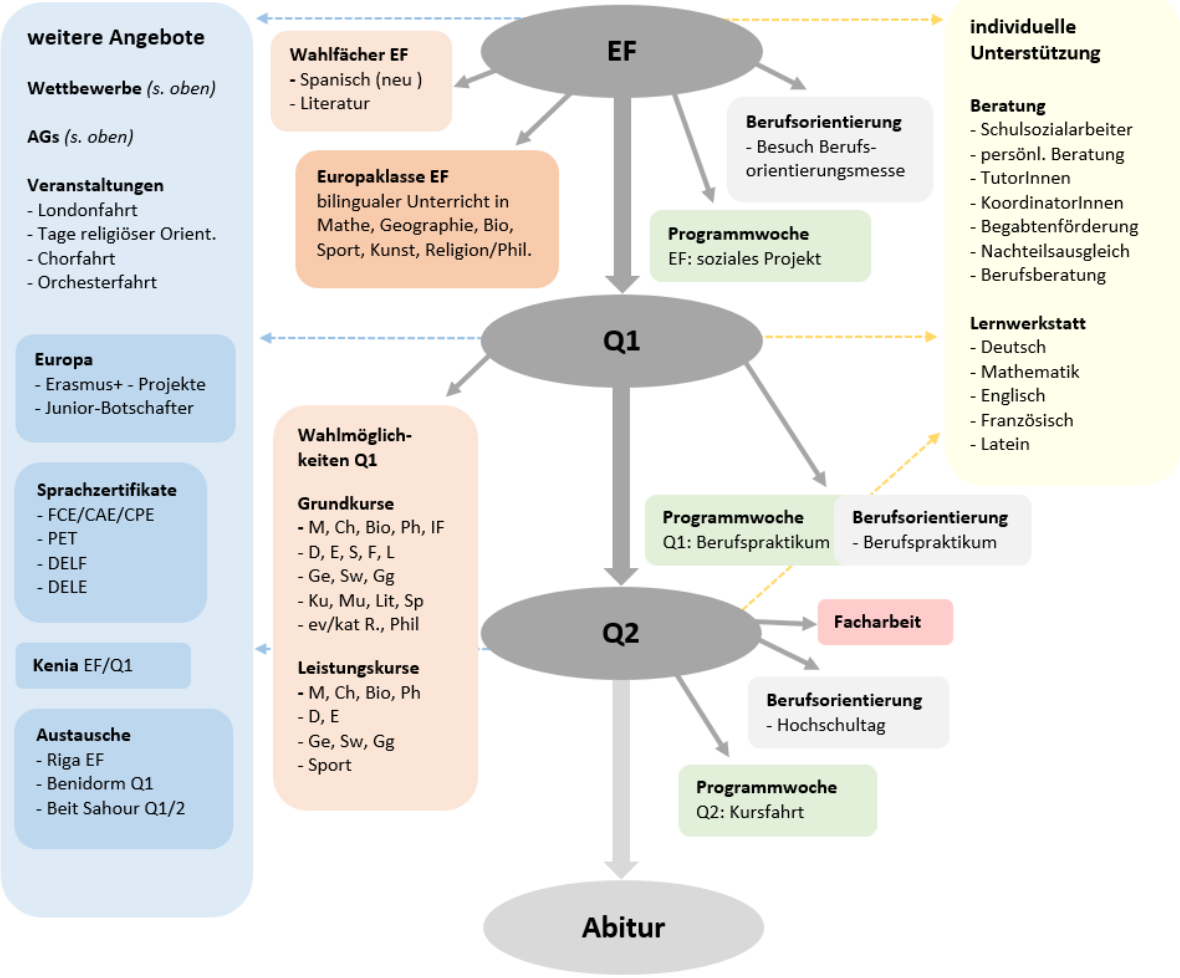 weitere Angebote
Wettbewerbe (s. oben)
AGs (s. oben)
Veranstaltungen
- Londonfahrt
- Tage religiöser Orient.
- Chorfahrt
- Orchesterfahrt
Europa
- Erasmus+ - Projekte
- Junior-Botschafter
Sprachzertifikate
- FCE/CAE/CPE
- PET
- DELF
- DELE
Kenia EF/Q1
Austausche
- Riga EF
- Benidorm Q1
- Beit Sahour Q1/2
EF
Wahlfächer EF
- Spanisch (neu )
- Literatur
Europaklasse EF
bilingualer Unterricht in
Mathe, Geographie, Bio,
Sport, Kunst, Religion/Phil.
Berufsorientierung
- Besuch Berufs-
orientierungsmesse
Programmwoche
EF: soziales Projekt
Q1
Wahlmöglich-
keiten Q1
Grundkurse
- M, Ch, Bio, Ph, IF
- D, E, S, F, L
- Ge, Sw, Gg
- Ku, Mu, Lit, Sp
- ev/kat R., Phil
Leistungskurse
- M, Ch, Bio, Ph
- D, E
- Ge, Sw, Gg
- Sport
Programmwoche
Q1: Berufspraktikum
Berufsorientierung
- Berufspraktikum
Q2
Facharbeit
Berufsorientierung
- Hochschultag
Programmwoche
Q2: Kursfahrt
Abitur
individuelle
Unterstützung
Beratung
- Schulsozialarbeiter
- persönl. Beratung
- TutorInnen
- KoordinatorInnen
- Begabtenförderung
- Nachteilsausgleich
- Berufsberatung
Lernwerkstatt
- Deutsch
- Mathematik
- Englisch
- Französisch
- Latein